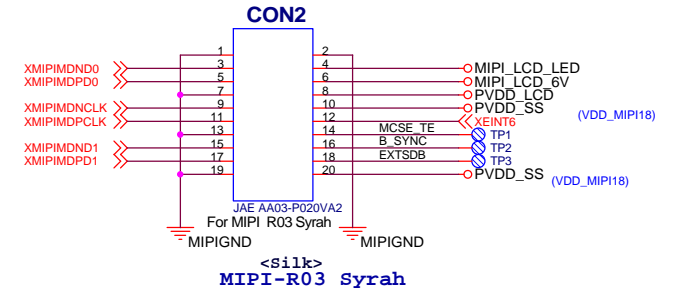 CON2
1 2
XMIPIMDND0 3 4 MIPI_LCD_LED
XMIPIMDPD0 5 6 MIPI_LCD_6V
7 8 PVDD_LCD
XMIPIMDNCLK 9 10 PVDD_SS (VDD_MIPI18)
XMIPIMDPCLK 11 12 XEINT6
13 14 MCSE_TE TP1
XMIPIMDND1 15 16 B_SYNC TP2
XMIPIMDPD1 17 18 EXTSDB TP3
19 20 PVDD_SS (VDD_MIPI18)
JAE AA03-P020VA2
For MIPI R03 Syrah
MIPIGND MIPIGND
<Silk>
MIPI-R03 Syrah